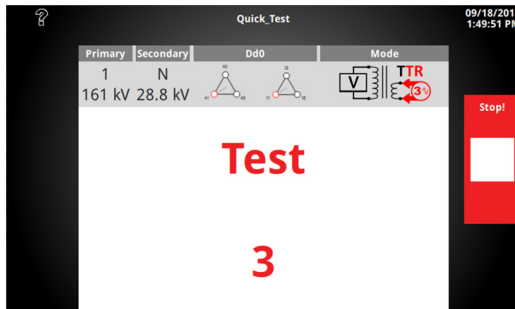 Quick_Test
09/18/201
1:49:51 PM
Primary Secondary Dd0 Mode
1 N
161 kV 28.8 kV
V TTR
3
Stop!
Test
3